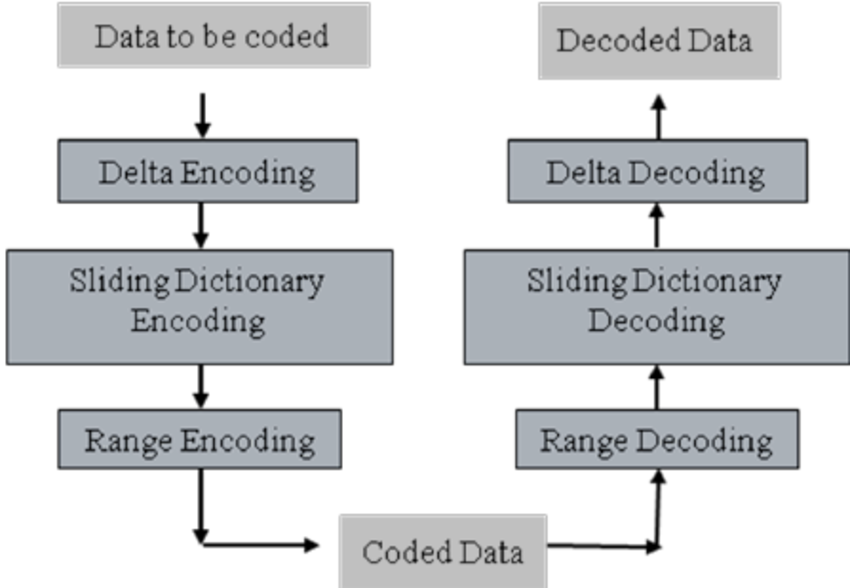 Data to be coded
Delta Encoding
Sliding Dictionary
Encoding
Range Encoding
Coded Data
Range Decoding
Sliding Dictionary
Decoding
Delta Decoding
Decoded Data